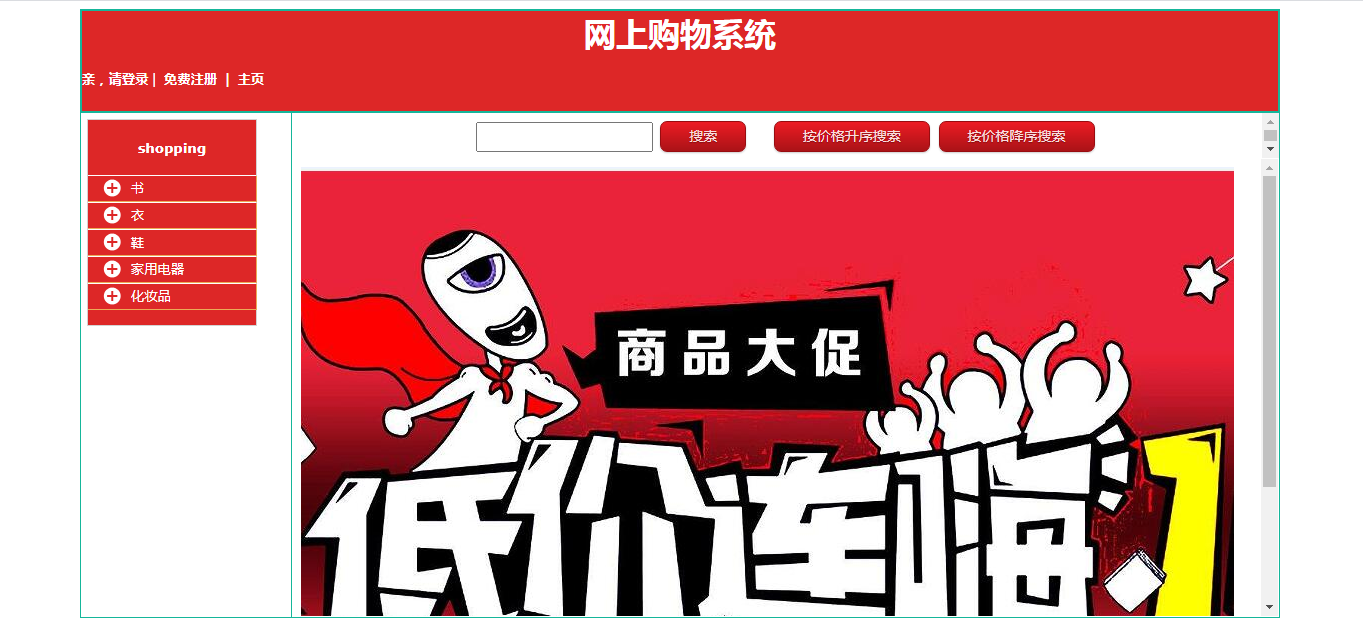 网上购物系统
亲，请登录 | 免费注册 | 主页
shopping
书
衣
鞋
家用电器
化妆品
搜索 按价格升序搜索 按价格降序搜索
商品大促
低价连嗨1